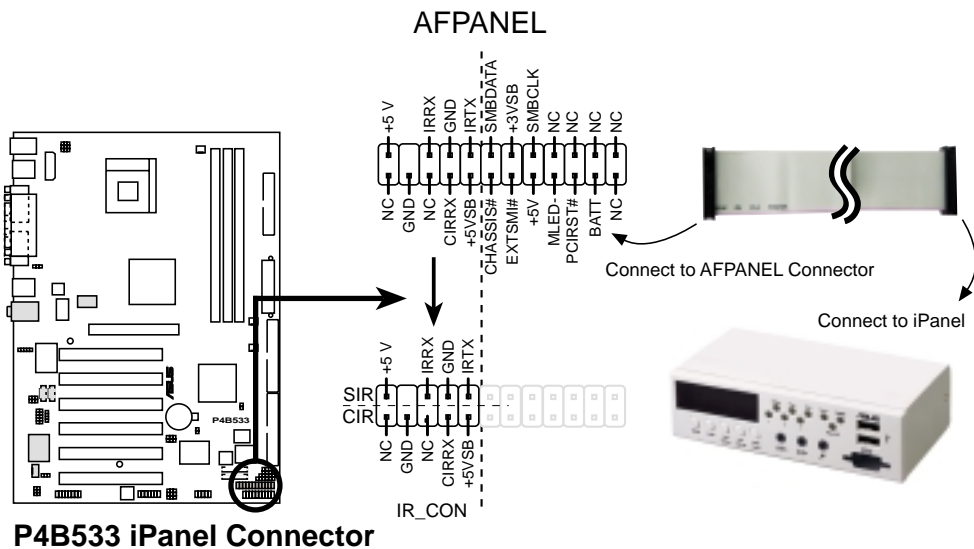 AFPANEL
+5 V
IRRX
GND
IRTX
SMBDATA
+3VSB
SMBCLK
NC
NC
NC
NC
NC
GND
NC
CIRRX
+5VSB
CHASSIS#
EXTSMI#
+5V
MLED-
PCIRST#
BATT
NC
Connect to AFPANEL Connector
Connect to iPanel
+5 V
IRRX
GND
IRTX
SIR
CIR
NC
GND
NC
CIRRX
+5VSB
IR_CON
ASUS
P4B533
P4B533 iPanel Connector